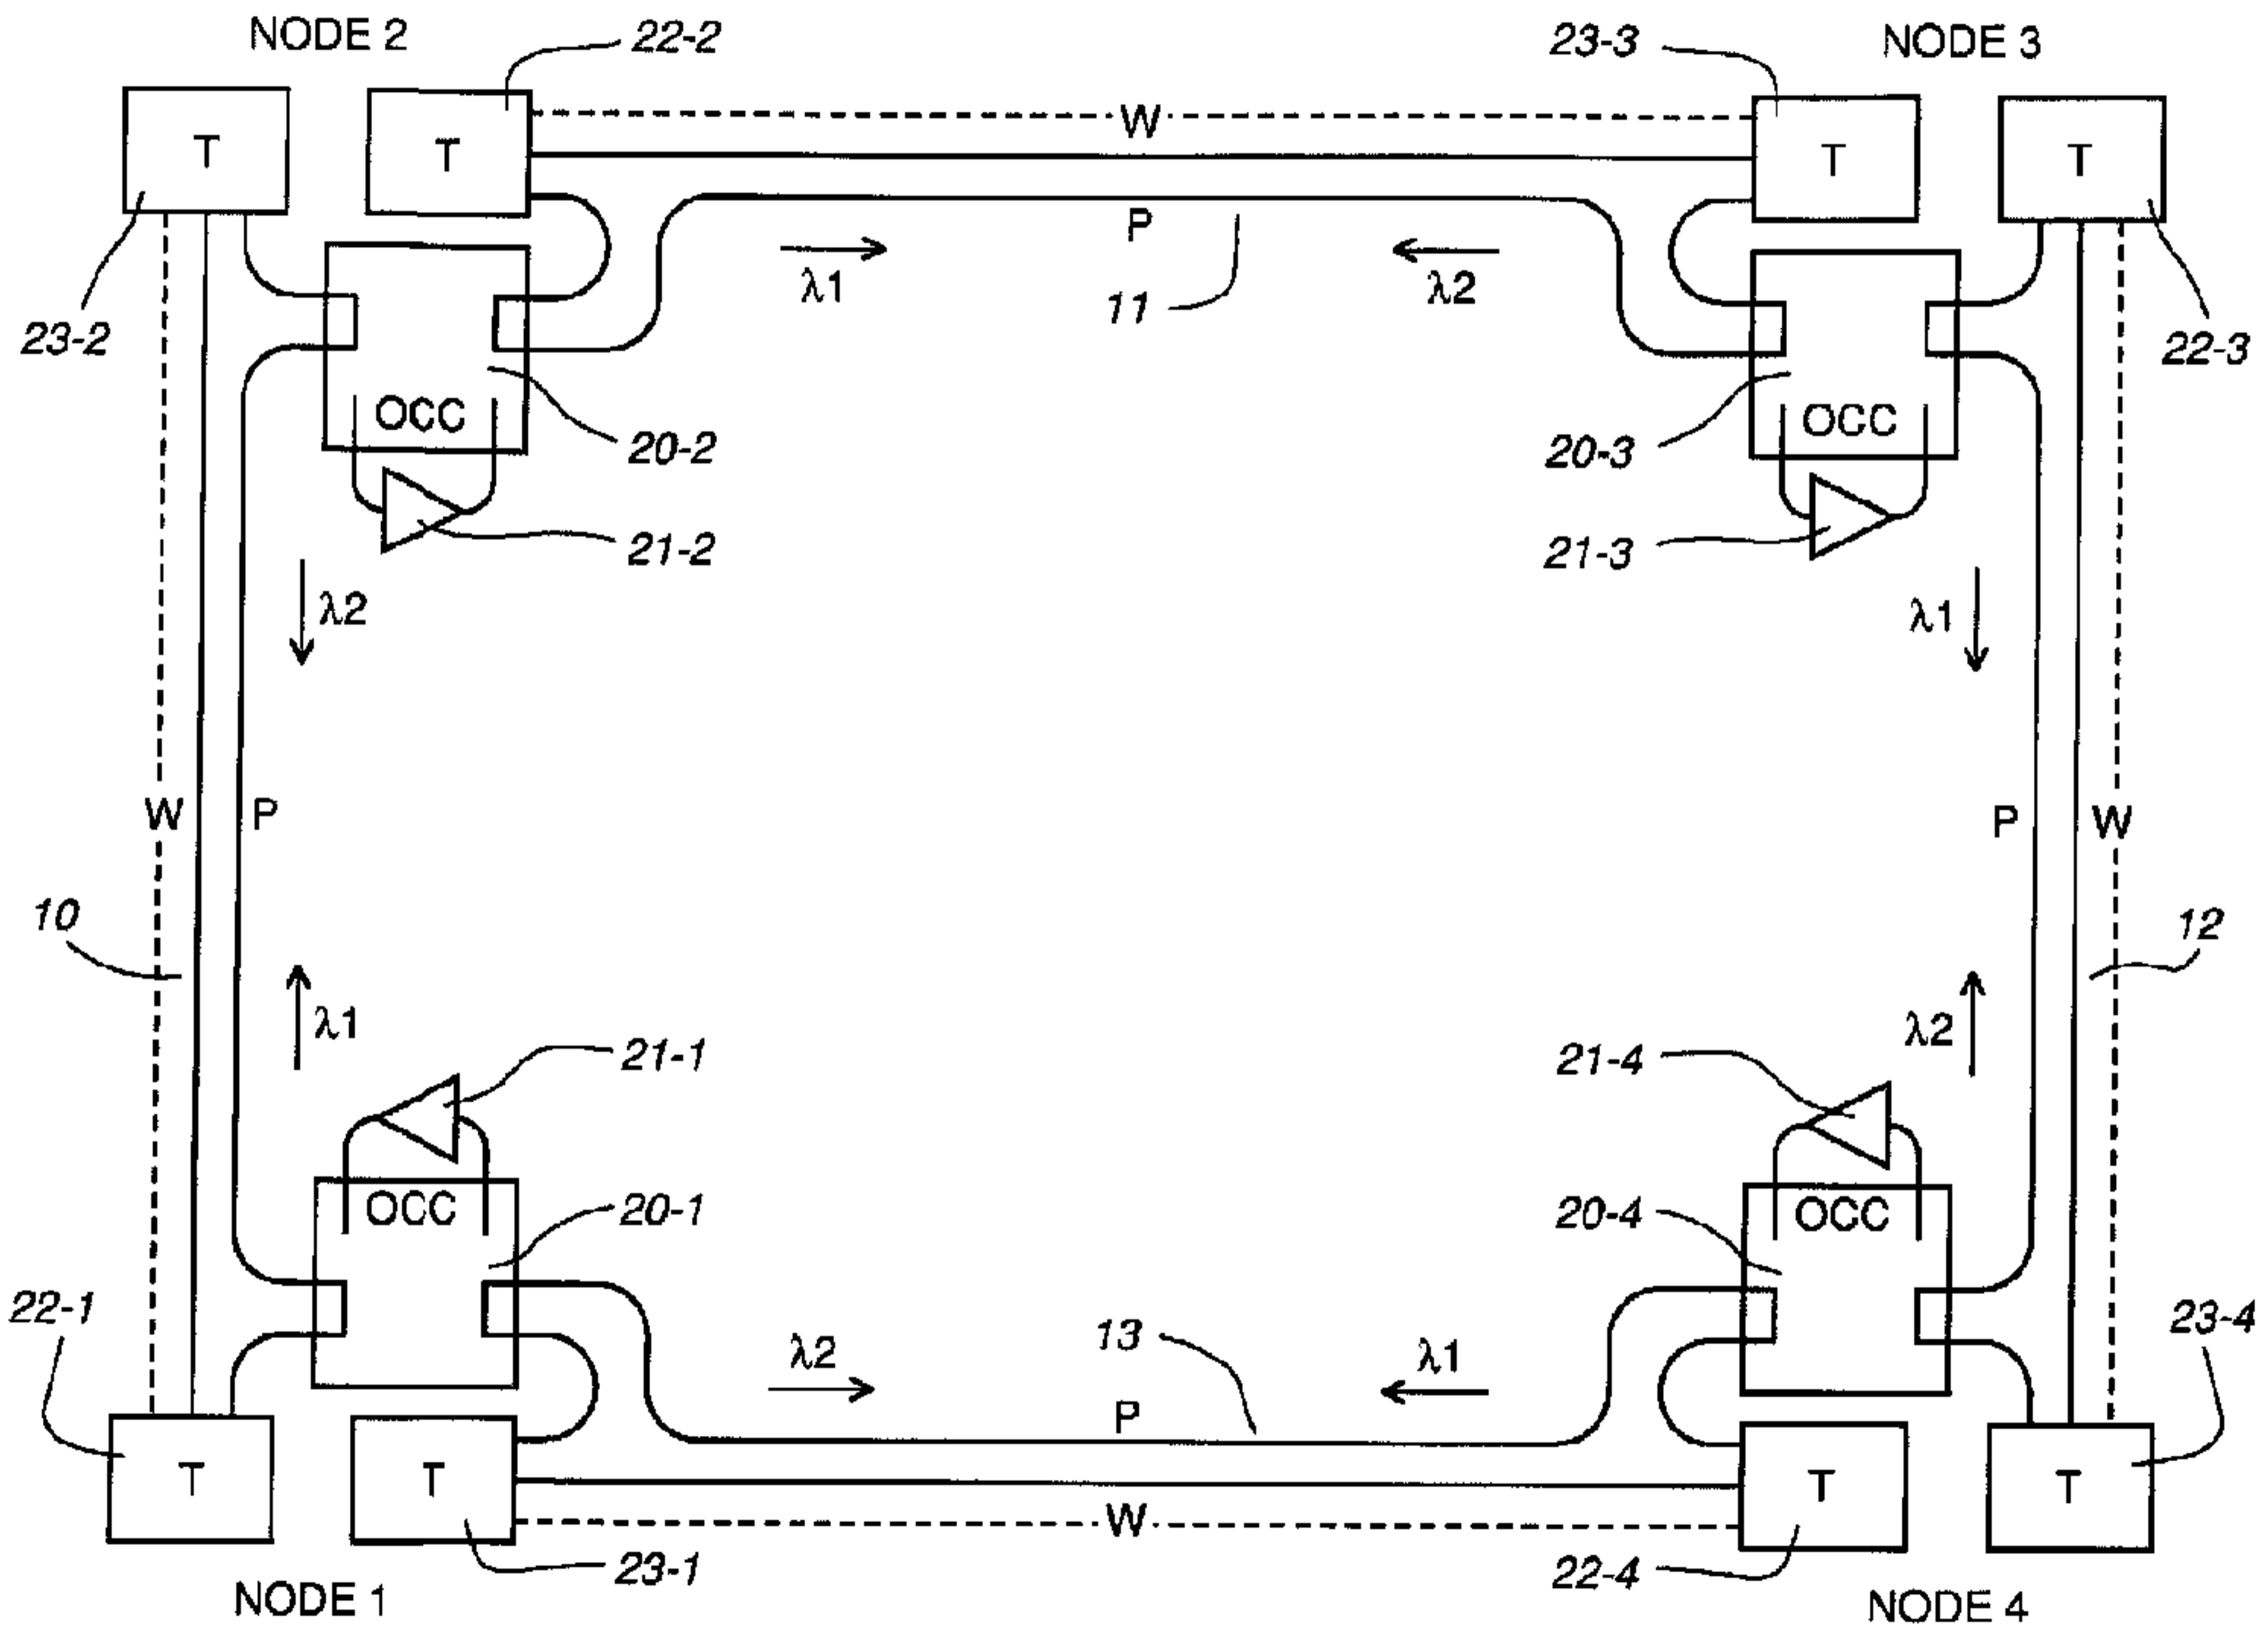 NODE 2
22-2
23-3
NODE 3
T
T
W
T
T
P
λ1
11
λ2
23-2
22-3
OCC
20-2
OCC
20-3
21-2
21-3
λ2
λ1
W
P
P
W
10
12
λ1
λ2
21-1
21-4
OCC
20-1
OCC
20-4
22-1
λ2
13
λ1
23-4
P
T
T
T
T
W
23-1
22-4
NODE 1
NODE 4